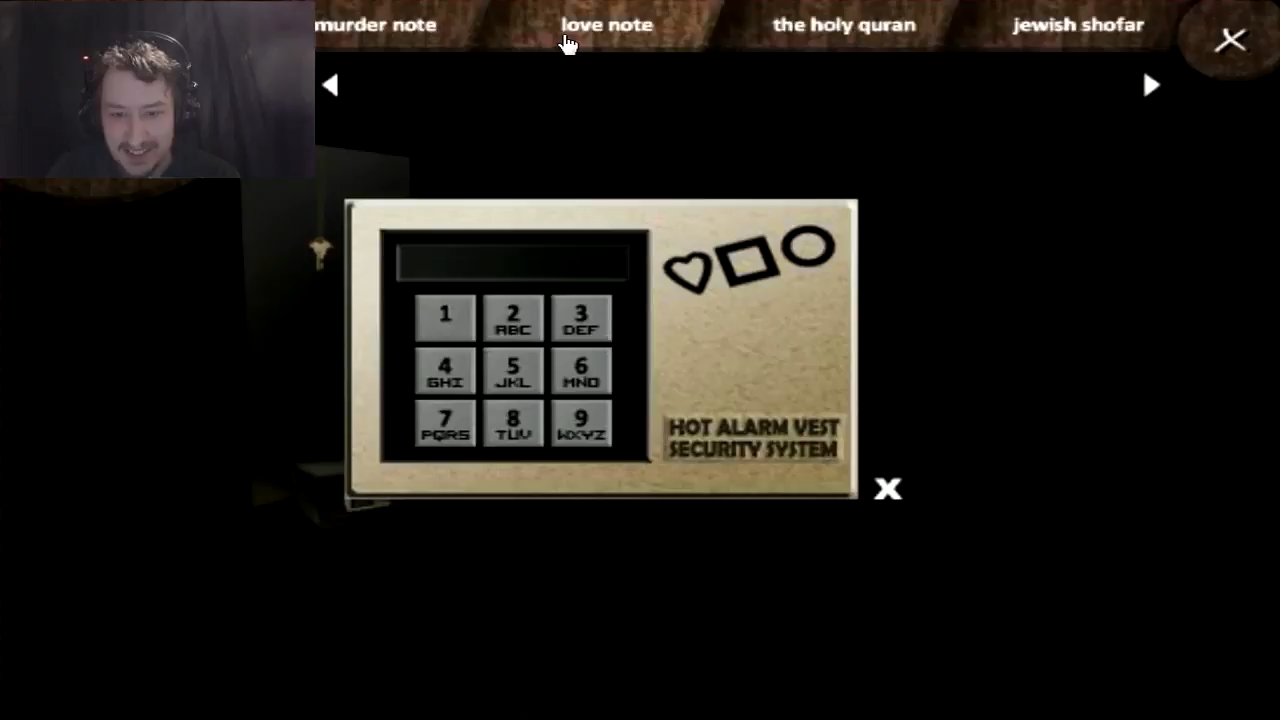 murder note
love note
the holy quran
jewish shofar
1
2
ABC
3
DEF
4
GHI
5
JKL
6
MNO
7
PQRS
8
TUV
9
WXYZ
HOT ALARM VEST
SECURITY SYSTEM
X